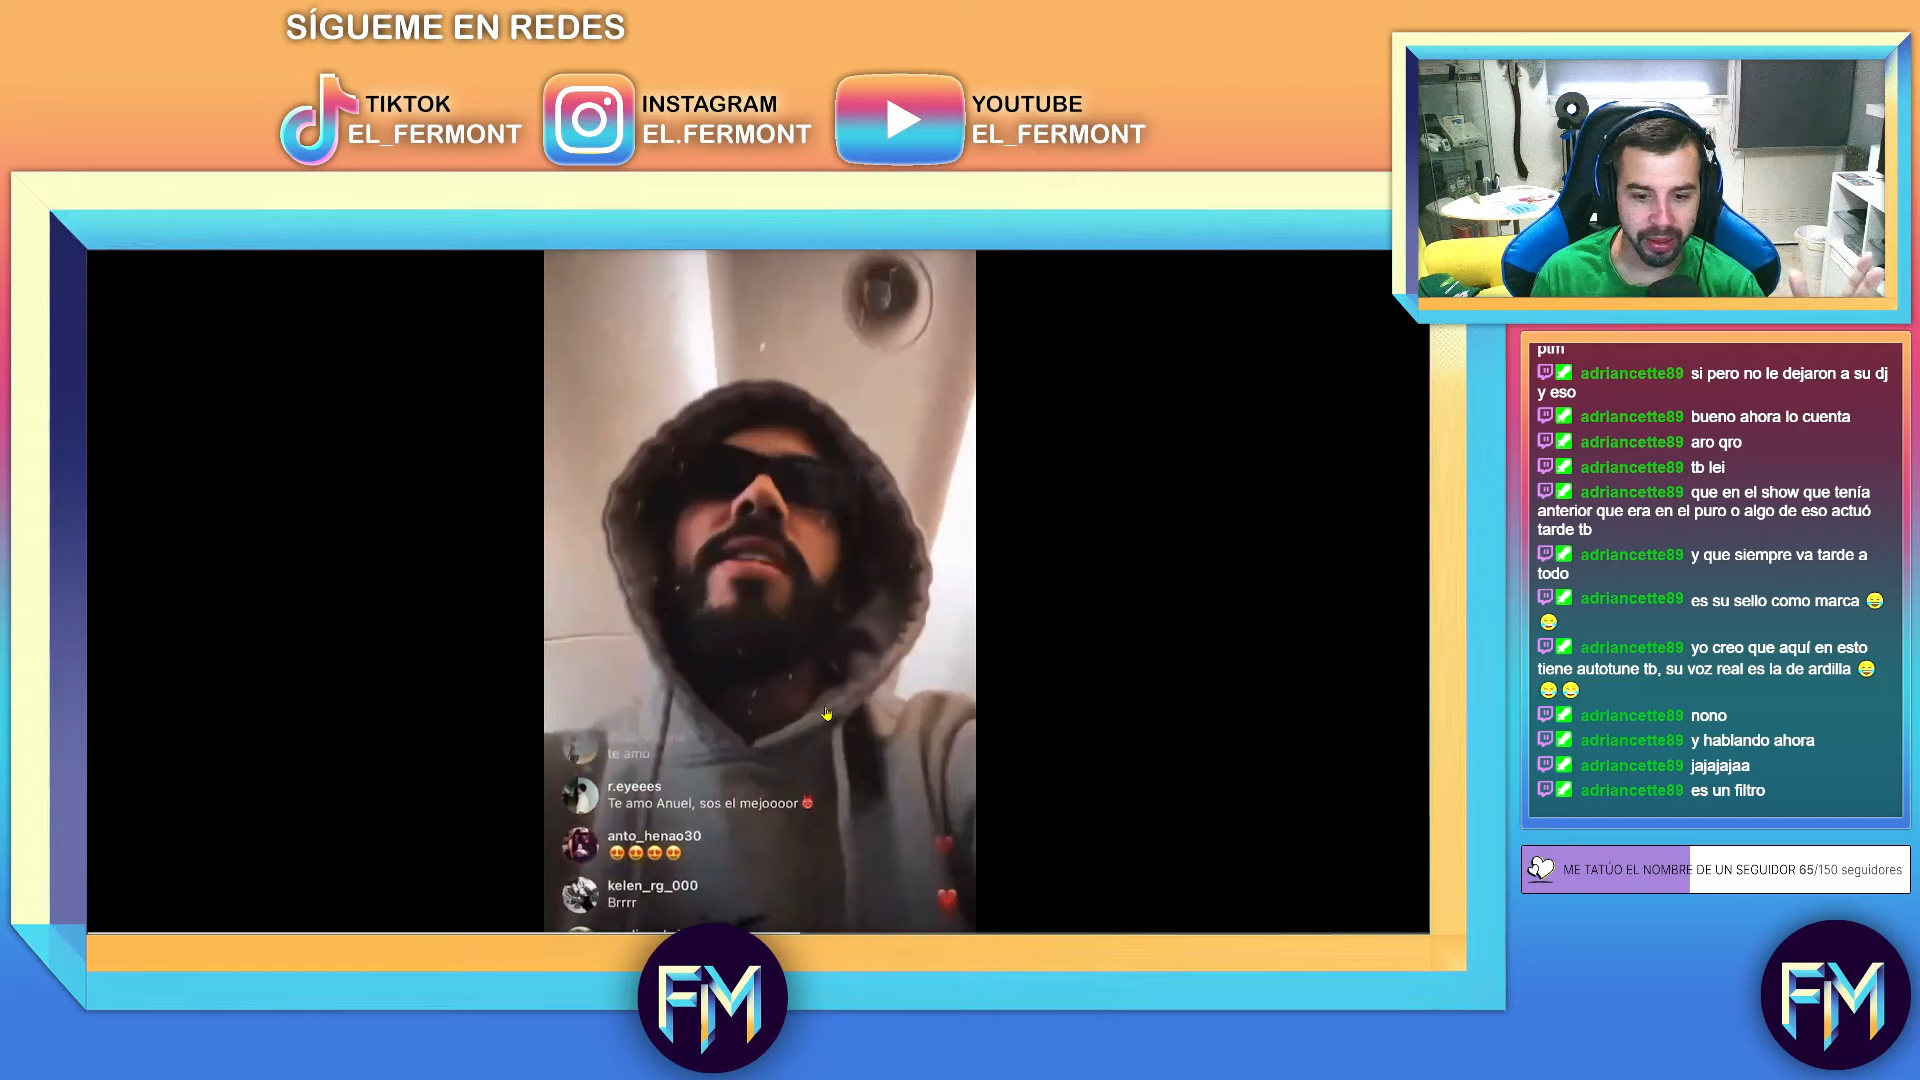 SÍGUEME EN REDES
TIKTOK
EL_FERMONT
INSTAGRAM
EL.FERMONT
YOUTUBE
EL_FERMONT
te amo
r.eyeees
Te amo Anuel, sos el mejoooor
anto_henao30
kelen_rg_000
Brrrr
ptm
adriancette89 si pero no le dejaron a su dj
y eso
adriancette89 bueno ahora lo cuenta
adriancette89 aro qro
adriancette89 tb lei
adriancette89 que en el show que tenía
anterior que era en el puro o algo de eso actuó
tarde tb
adriancette89 y que siempre va tarde a
todo
adriancette89 es su sello como marca 😂
😂
adriancette89 yo creo que aquí en esto
tiene autotune tb, su voz real es la de ardilla 😂
😂😂
adriancette89 nono
adriancette89 y hablando ahora
adriancette89 jajajajaa
adriancette89 es un filtro
ME TATÚO EL NOMBRE DE UN SEGUIDOR 65/150 seguidores
FM
FM